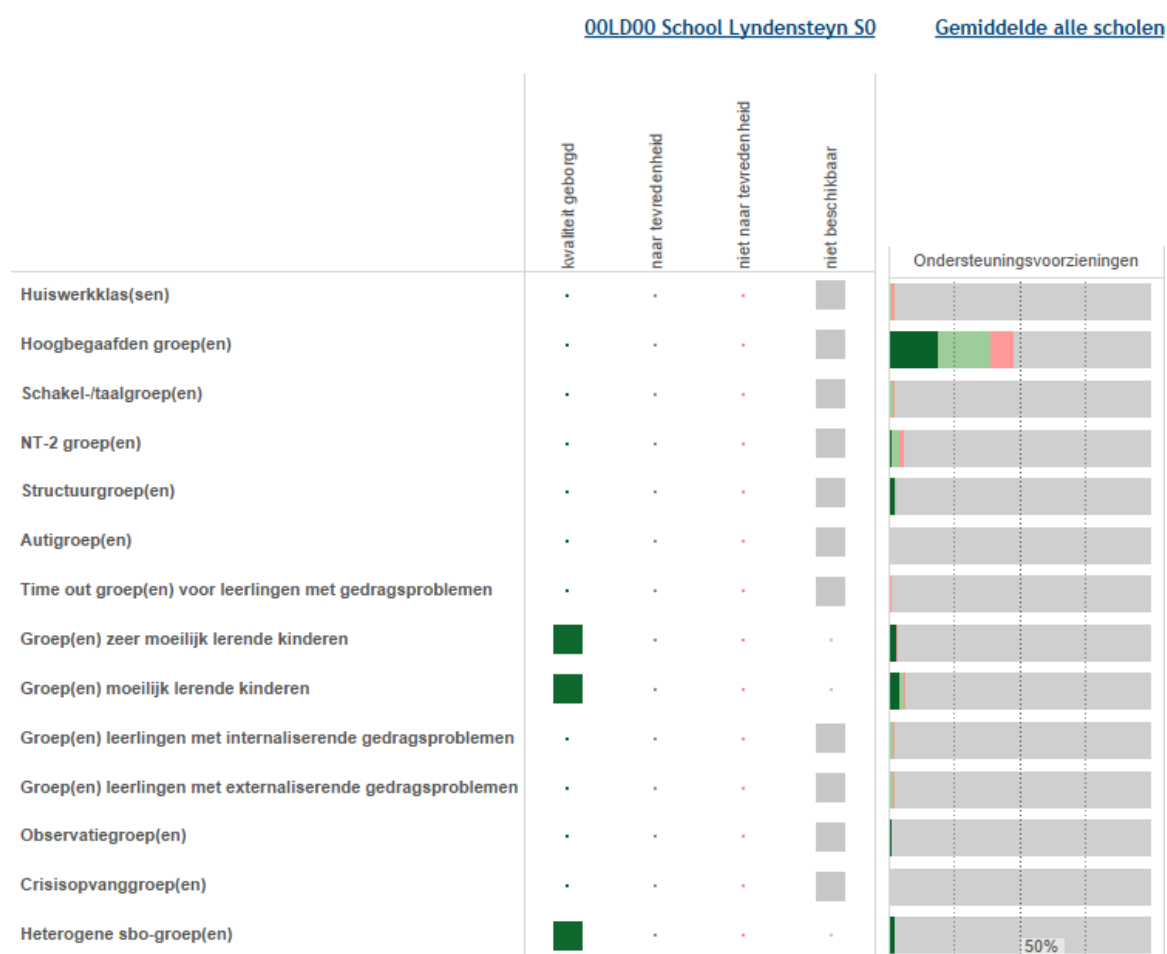 00LD00 School Lyndensteyn S0
Gemiddelde alle scholen
kwaliteit geborgd
naar tevredenheid
niet naar tevredenheid
niet beschikbaar
Ondersteuningsvoorzieningen
Huiswerkklas(sen)
Hoogbegaafden groep(en)
Schakel-/taalgroep(en)
NT-2 groep(en)
Structuurgroep(en)
Autigroep(en)
Time out groep(en) voor leerlingen met gedragsproblemen
Groep(en) zeer moeilijk lerende kinderen
Groep(en) moeilijk lerende kinderen
Groep(en) leerlingen met internaliserende gedragsproblemen
Groep(en) leerlingen met externaliserende gedragsproblemen
Observatiegroep(en)
Crisisopvanggroep(en)
Heterogene sbo-groep(en)
50%